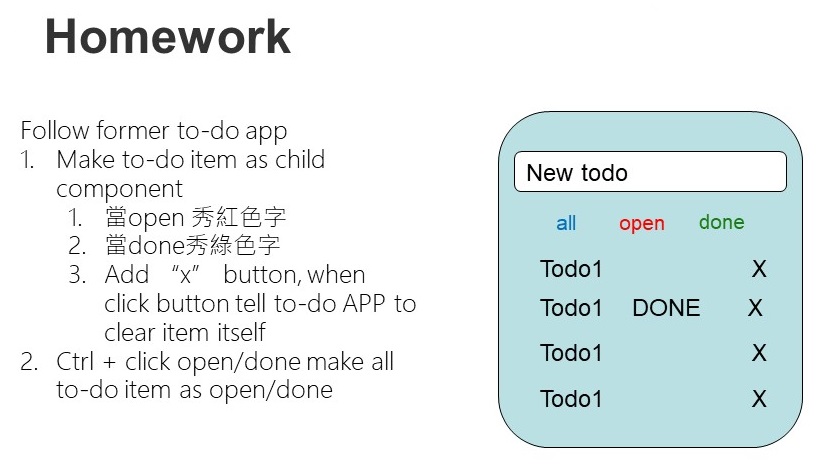 Homework
Follow former to-do app
1. Make to-do item as child
component
1. 當open 秀紅色字
2. 當done秀綠色字
3. Add “x” button, when
click button tell to-do APP to
clear item itself
2. Ctrl + click open/done make all
to-do item as open/done
New todo
all open done
Todo1 X
Todo1 DONE X
Todo1 X
Todo1 X